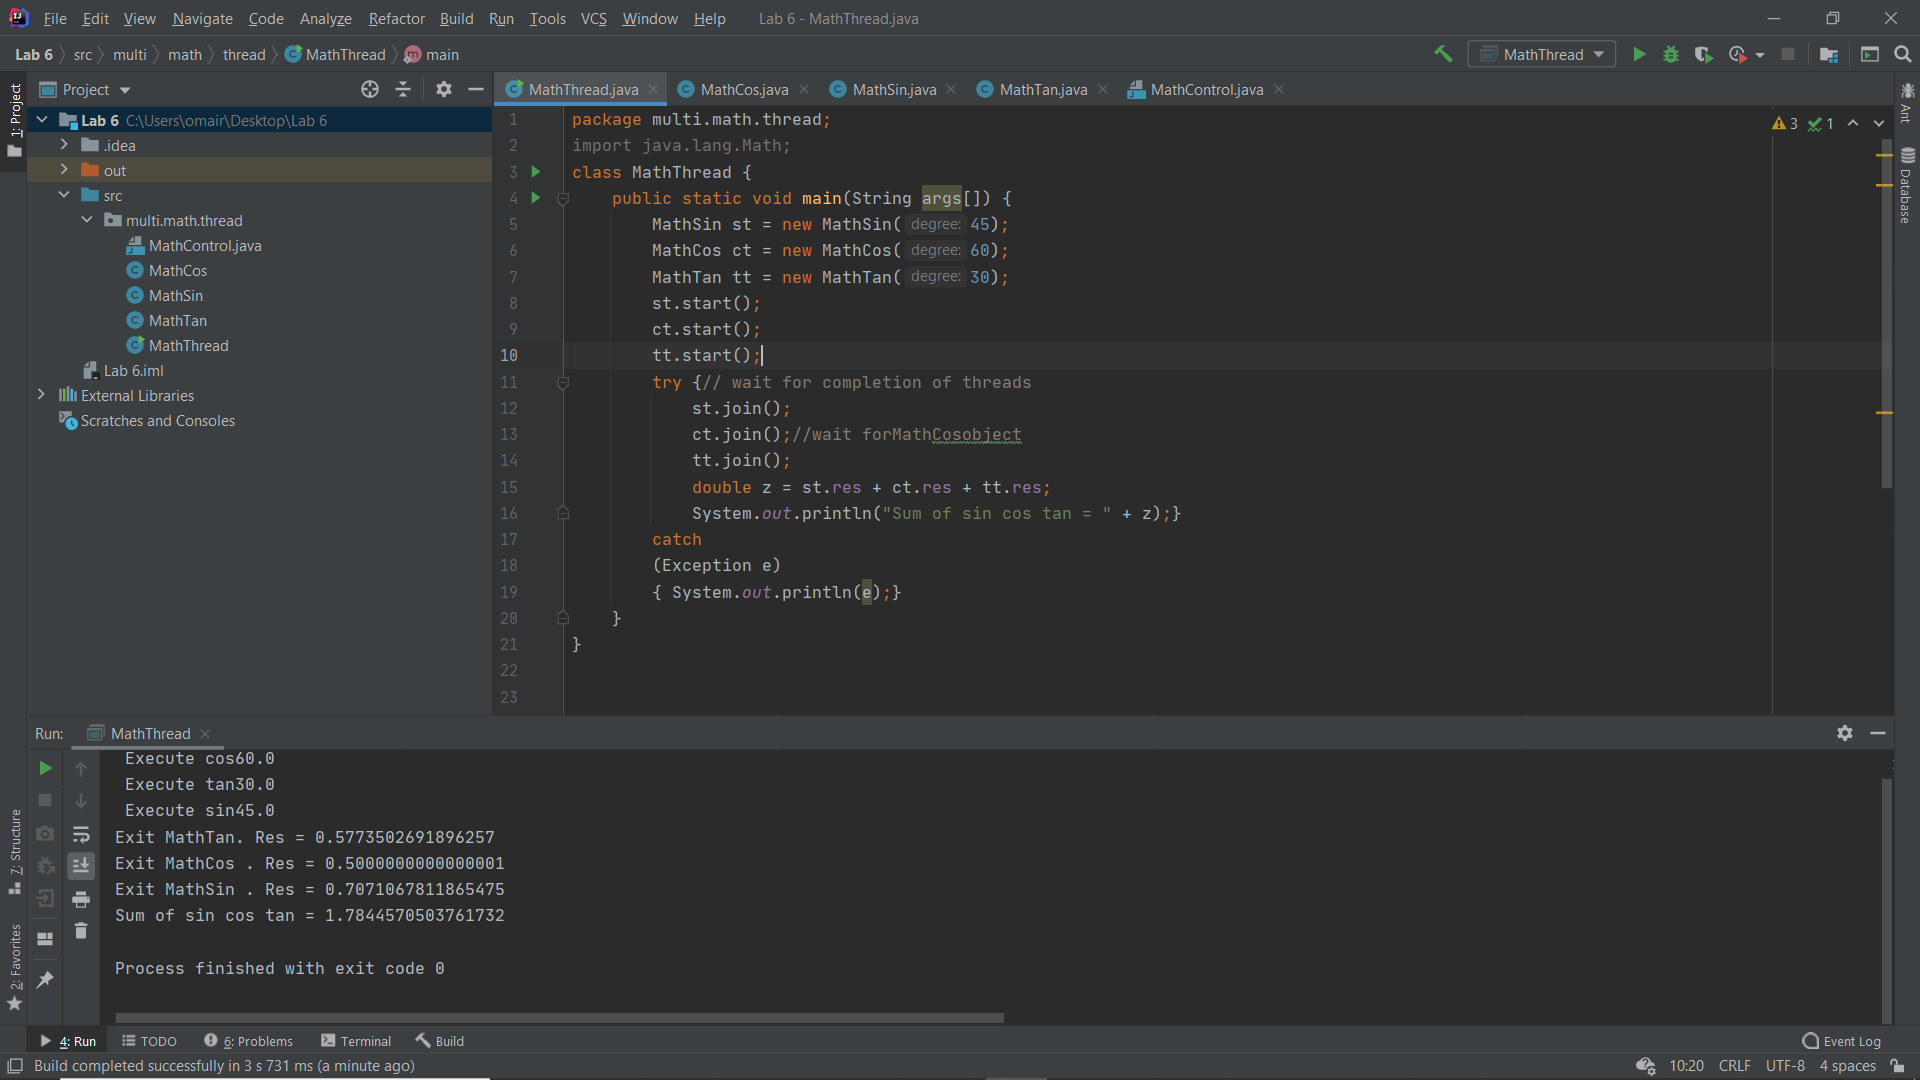 File Edit View Navigate Code Analyze Refactor Build Run Tools VCS Window Help Lab 6 - MathThread.java
Lab 6 src multi math thread MathThread main
MathThread
1: Project
Project
Lab 6 C:\Users\omair\Desktop\Lab 6
.idea
out
src
multi.math.thread
MathControl.java
MathCos
MathSin
MathTan
MathThread
Lab 6.iml
External Libraries
Scratches and Consoles
MathThread.java MathCos.java MathSin.java MathTan.java MathControl.java
3 1
1 package multi.math.thread;
2 import java.lang.Math;
3 class MathThread {
4 public static void main(String args[]) {
5 MathSin st = new MathSin( degree: 45);
6 MathCos ct = new MathCos( degree: 60);
7 MathTan tt = new MathTan( degree: 30);
8 st.start();
9 ct.start();
10 tt.start();
11 try {// wait for completion of threads
12 st.join();
13 ct.join();//wait forMathCosobject
14 tt.join();
15 double z = st.res + ct.res + tt.res;
16 System.out.println("Sum of sin cos tan = " + z);}
17 catch
18 (Exception e)
19 { System.out.println(e);}
20 }
21 }
22
23
Ant
Database
Run: MathThread
Execute cos60.0
Execute tan30.0
Execute sin45.0
Exit MathTan. Res = 0.5773502691896257
Exit MathCos . Res = 0.5000000000000001
Exit MathSin . Res = 0.7071067811865475
Sum of sin cos tan = 1.7844570503761732
Process finished with exit code 0
7: Structure
2: Favorites
4: Run TODO 6: Problems Terminal Build Event Log
Build completed successfully in 3 s 731 ms (a minute ago) 10:20 CRLF UTF-8 4 spaces